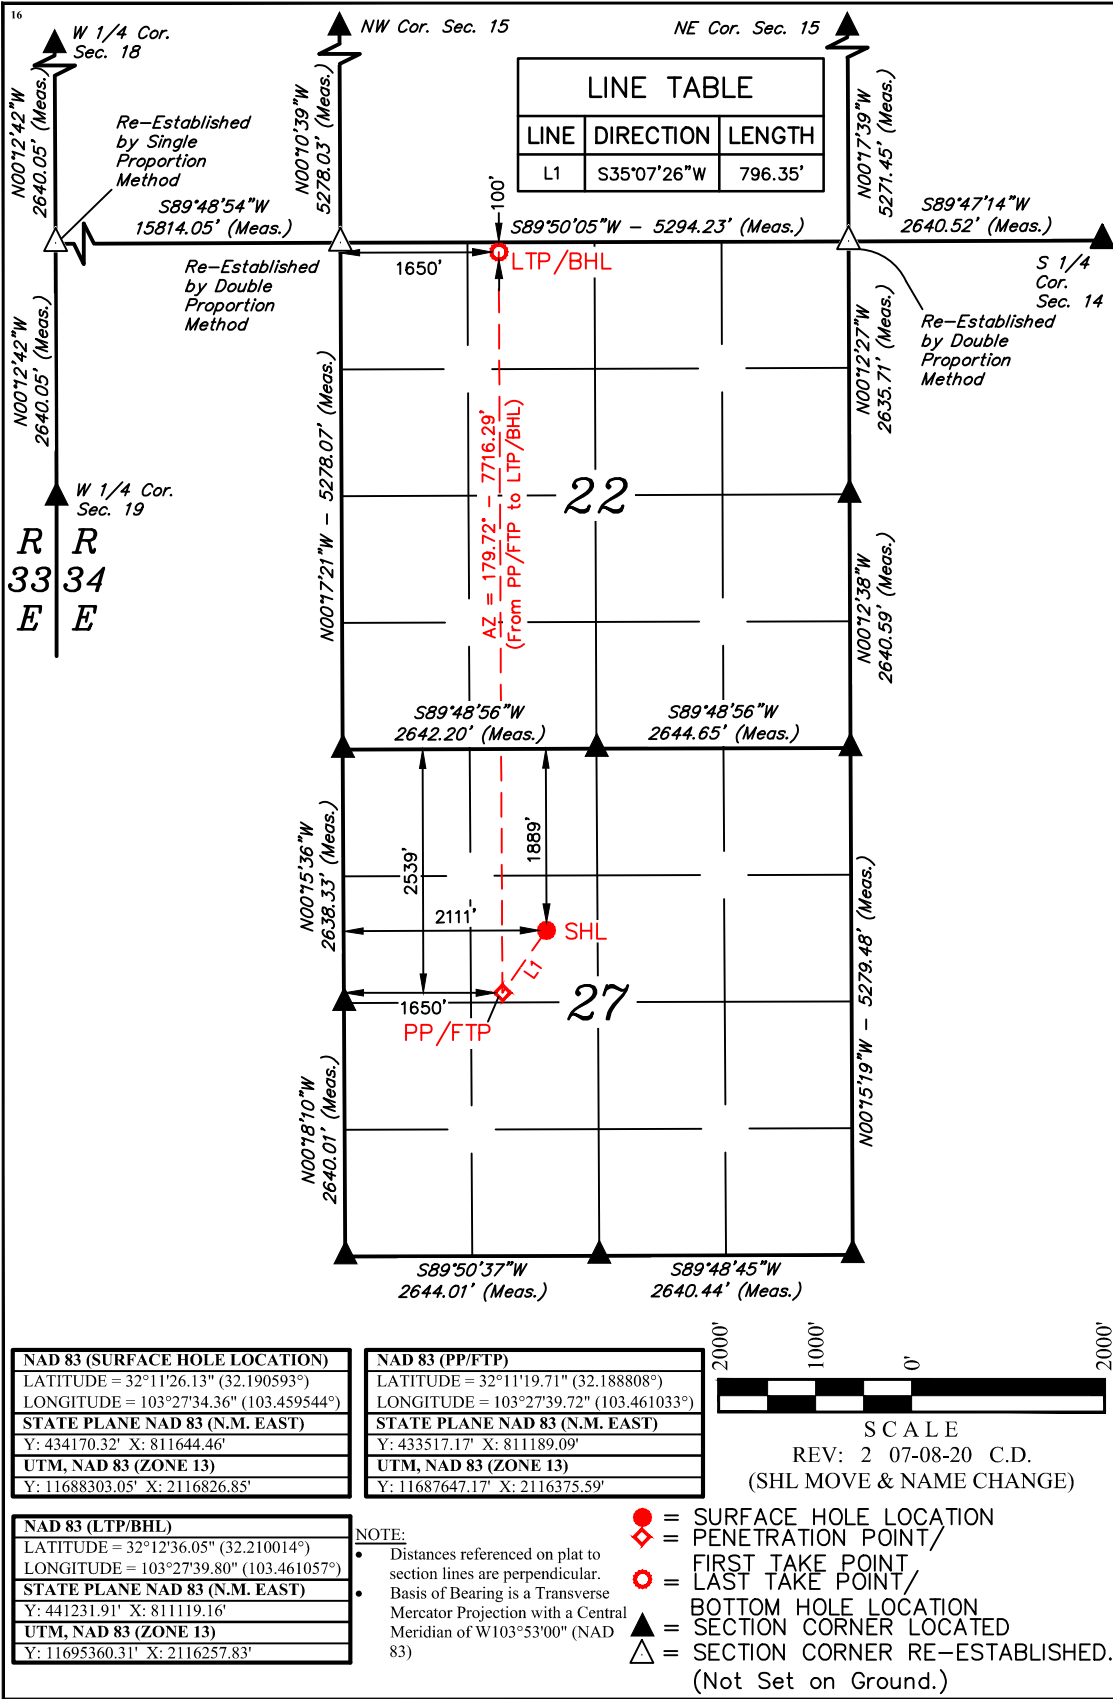 16
W 1/4 Cor.
Sec. 18
NW Cor. Sec. 15
NE Cor. Sec. 15
LINE TABLE
LINE DIRECTION LENGTH
L1 S35°07'26"W 796.35'
N00°12'42"W
2640.05' (Meas.)
Re-Established
by Single
Proportion
Method
N00°10'39"W
5278.03' (Meas.)
N00°17'39"W
5271.45' (Meas.)
S89°48'54"W
15814.05' (Meas.)
100'
S89°50'05"W - 5294.23' (Meas.)
S89°47'14"W
2640.52' (Meas.)
1650'
LTP/BHL
Re-Established
by Double
Proportion
Method
S 1/4
Cor.
Sec. 14
Re-Established
by Double
Proportion
Method
N00°12'42"W
2640.05' (Meas.)
N00°17'21"W - 5278.07' (Meas.)
AZ = 179.72° - 7716.29'
(From PP/FTP to LTP/BHL)
N00°12'27"W
2635.71' (Meas.)
22
W 1/4 Cor.
Sec. 19
R R
33 34
E E
N00°12'38"W
2640.59' (Meas.)
S89°48'56"W
2642.20' (Meas.)
S89°48'56"W
2644.65' (Meas.)
N00°15'36"W
2638.33' (Meas.)
2539'
1889'
2111'
SHL
L1
1650'
PP/FTP
27
N00°15'19"W - 5279.48' (Meas.)
N00°18'10"W
2640.01' (Meas.)
S89°50'37"W
2644.01' (Meas.)
S89°48'45"W
2640.44' (Meas.)
NAD 83 (SURFACE HOLE LOCATION)
LATITUDE = 32°11'26.13" (32.190593°)
LONGITUDE = 103°27'34.36" (103.459544°)
STATE PLANE NAD 83 (N.M. EAST)
Y: 434170.32' X: 811644.46'
UTM, NAD 83 (ZONE 13)
Y: 11688303.05' X: 2116826.85'
NAD 83 (PP/FTP)
LATITUDE = 32°11'19.71" (32.188808°)
LONGITUDE = 103°27'39.72" (103.461033°)
STATE PLANE NAD 83 (N.M. EAST)
Y: 433517.17' X: 811189.09'
UTM, NAD 83 (ZONE 13)
Y: 11687647.17' X: 2116375.59'
2000' 1000' 0' 2000'
SCALE
REV: 2 07-08-20 C.D.
(SHL MOVE & NAME CHANGE)
NAD 83 (LTP/BHL)
LATITUDE = 32°12'36.05" (32.210014°)
LONGITUDE = 103°27'39.80" (103.461057°)
STATE PLANE NAD 83 (N.M. EAST)
Y: 441231.91' X: 811119.16'
UTM, NAD 83 (ZONE 13)
Y: 11695360.31' X: 2116257.83'
NOTE:
• Distances referenced on plat to
section lines are perpendicular.
• Basis of Bearing is a Transverse
Mercator Projection with a Central
Meridian of W103°53'00" (NAD
83)
= SURFACE HOLE LOCATION
= PENETRATION POINT/
FIRST TAKE POINT
= LAST TAKE POINT/
BOTTOM HOLE LOCATION
= SECTION CORNER LOCATED
= SECTION CORNER RE-ESTABLISHED.
(Not Set on Ground.)